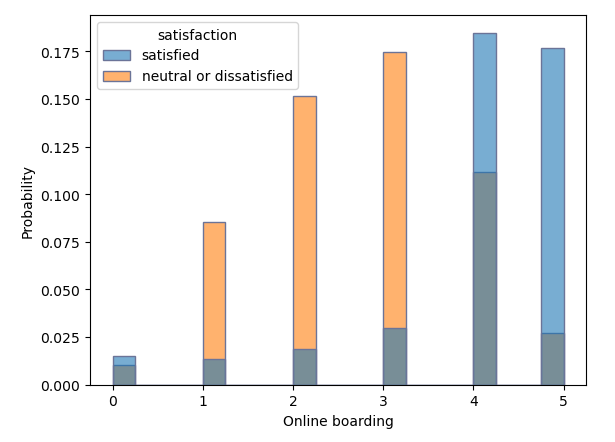 satisfaction
satisfied
neutral or dissatisfied
0.175
0.150
0.125
0.100
0.075
0.050
0.025
0.000
Probability
0 1 2 3 4 5
Online boarding